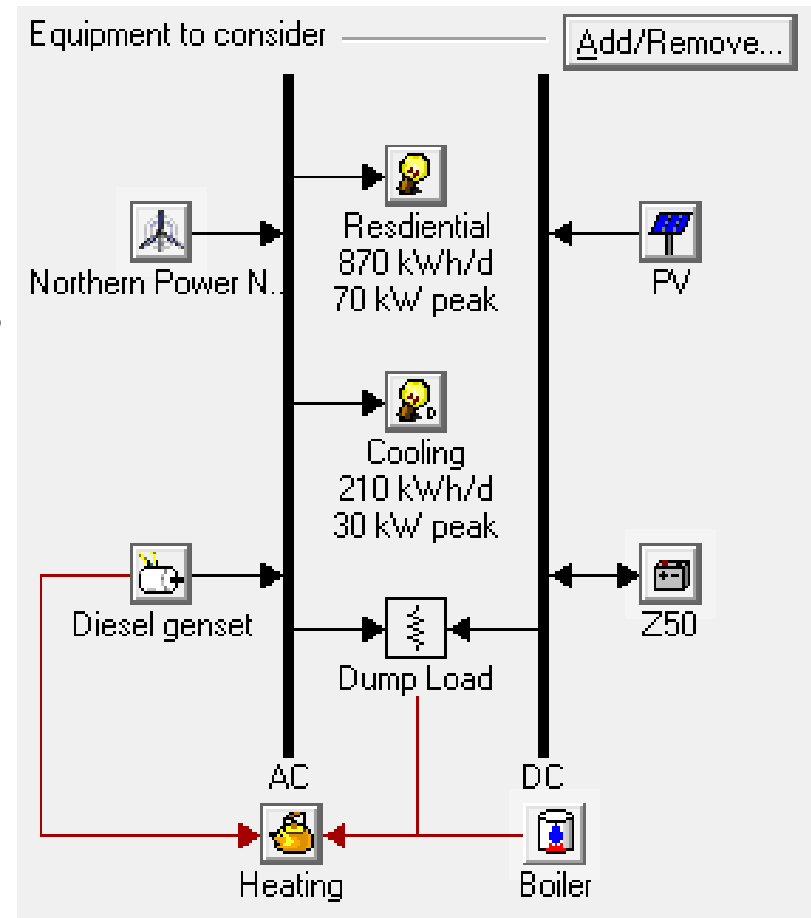 Equipment to consider
Add/Remove...
Resdiential
870 kWh/d
70 kW peak
Northern Power N...
PV
Cooling
210 kWh/d
30 kW peak
Diesel genset
Z50
Dump Load
AC
DC
Heating
Boiler